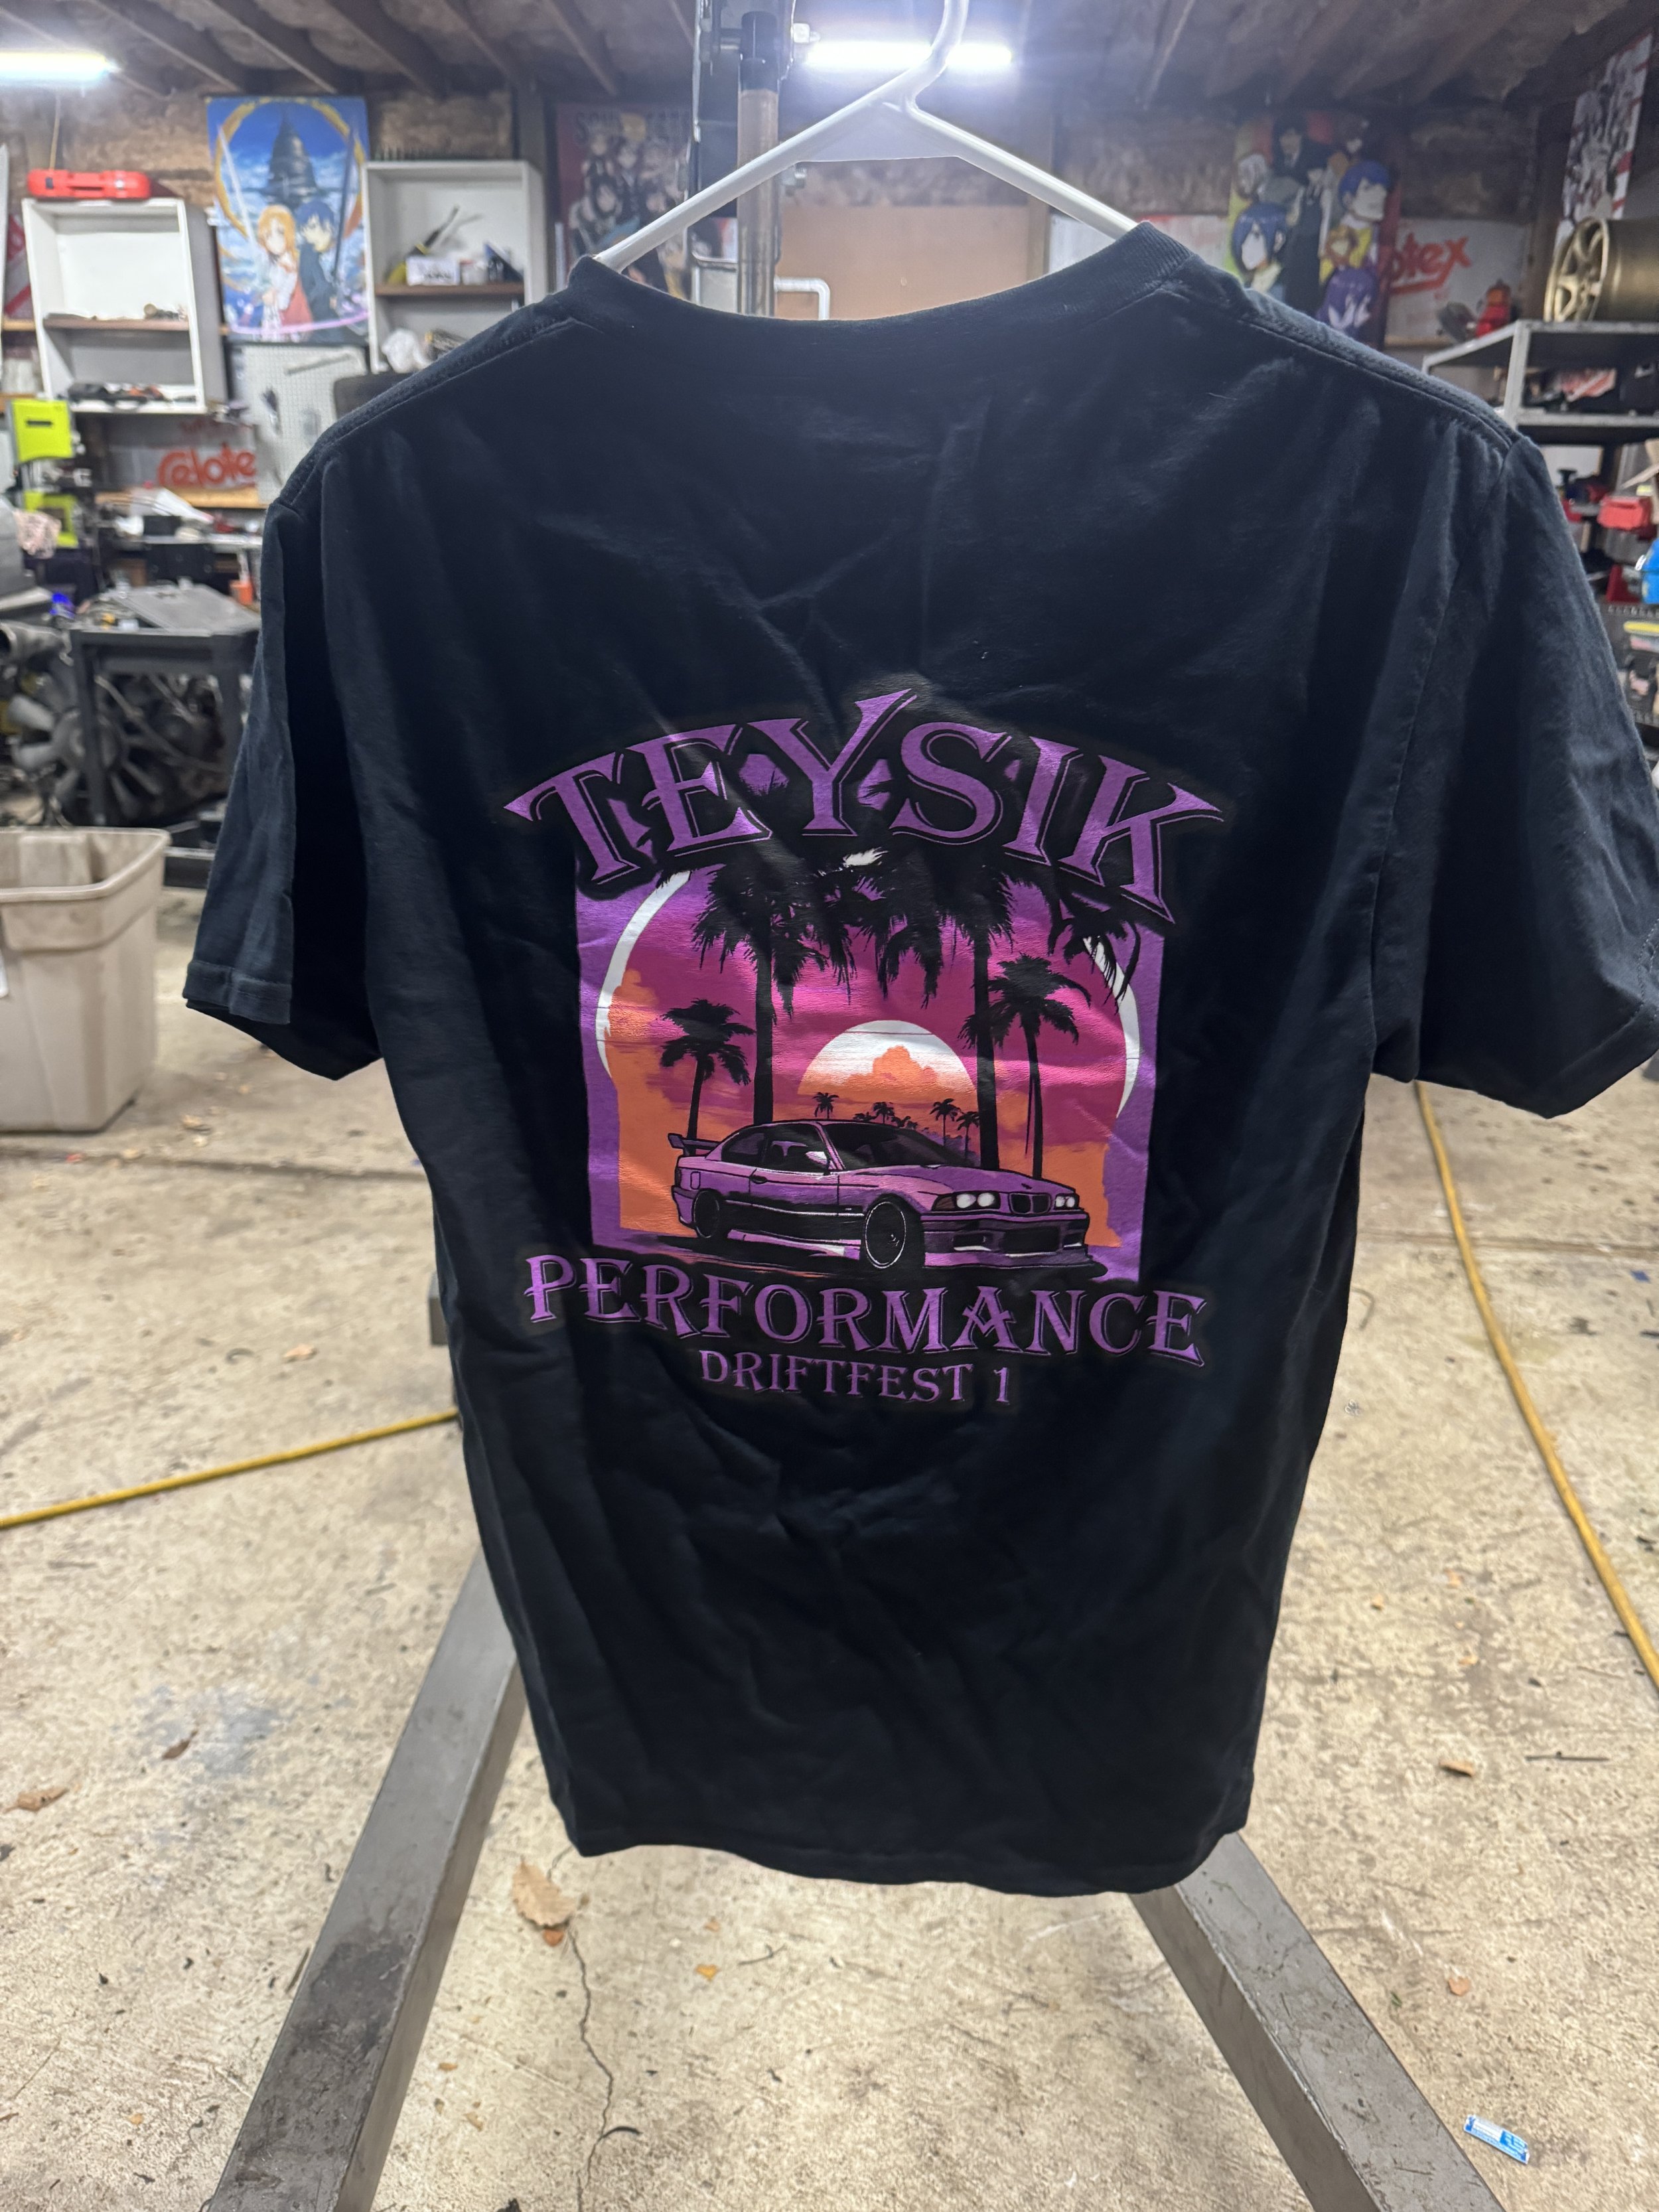 TEYSIK
PERFORMANCE
DRIFTFEST 1